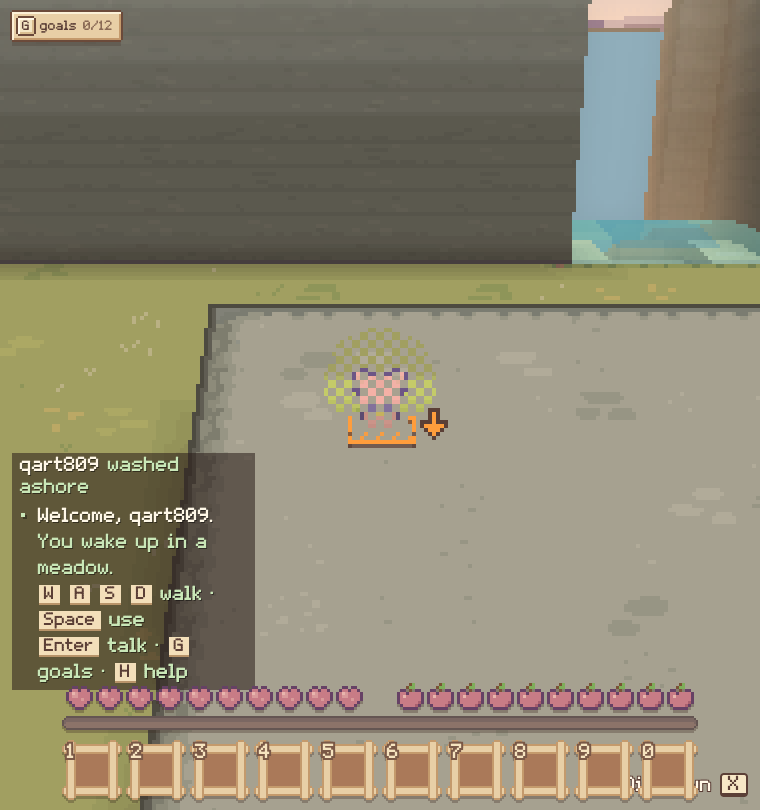 G goals 0/12
qart809 washed
ashore
· Welcome, qart809.
You wake up in a
meadow.
W A S D walk ·
Space use
Enter talk · G
goals · H help
1 2 3 4 5 6 7 8 9 0
X